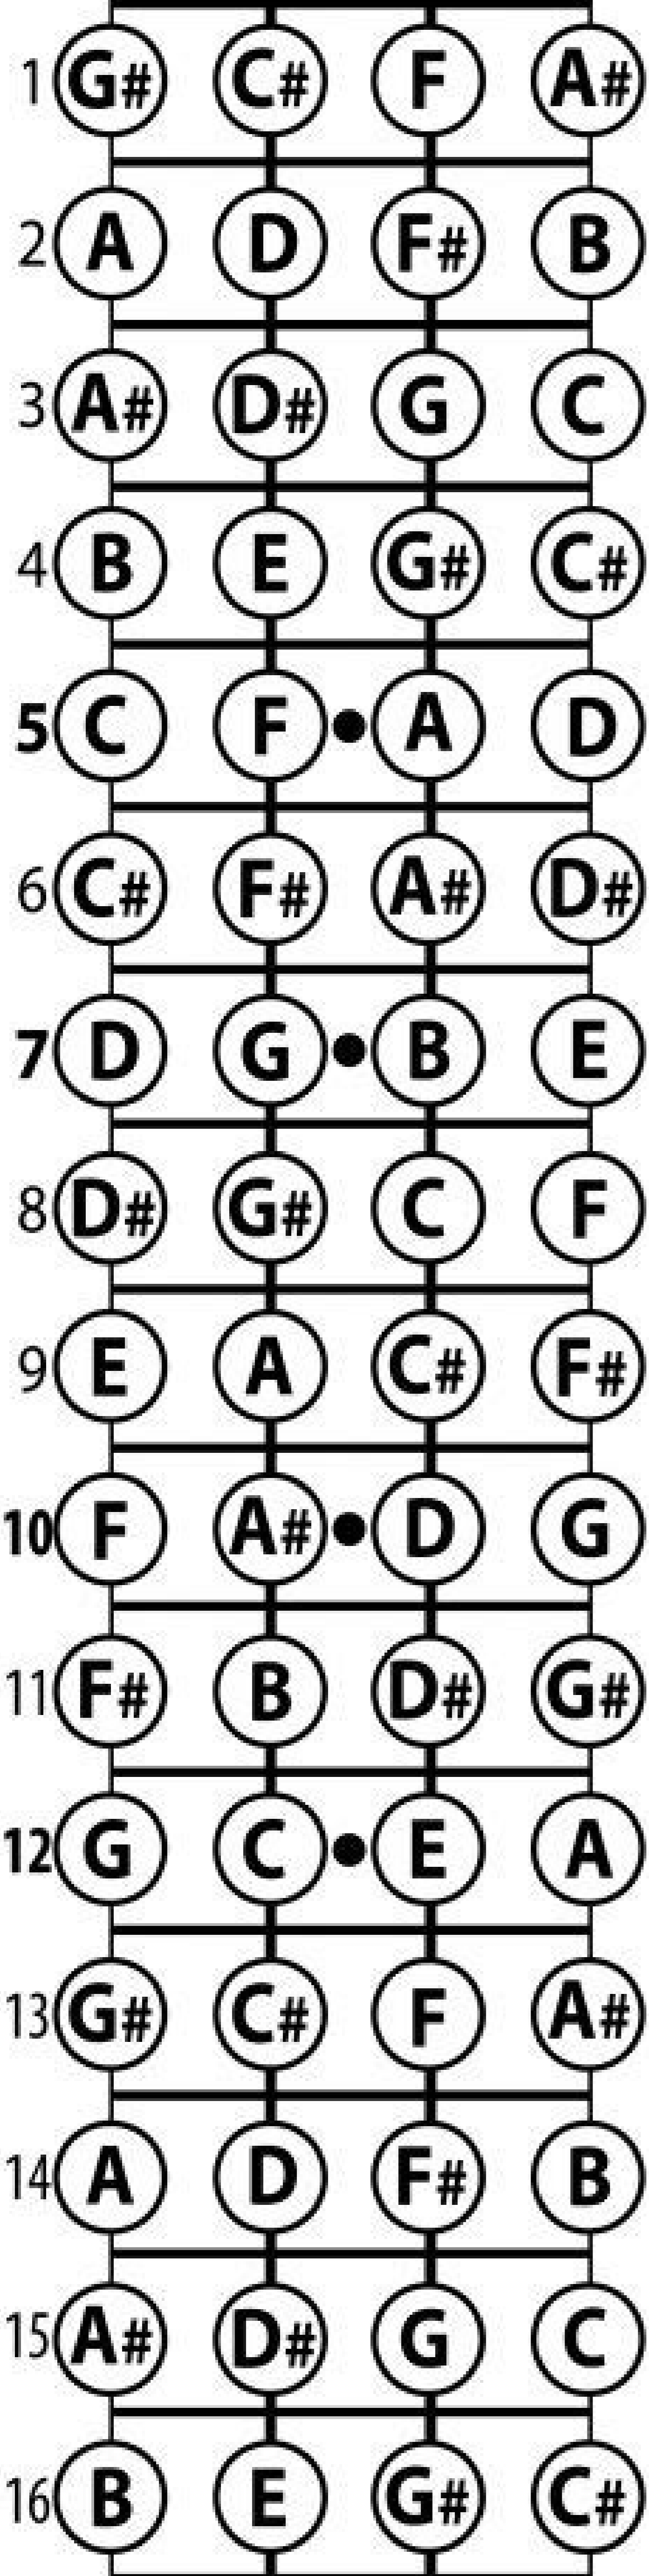 1 G# C# F A#
2 A D F# B
3 A# D# G C
4 B E G# C#
5 C F A D
6 C# F# A# D#
7 D G B E
8 D# G# C F
9 E A C# F#
10 F A# D G
11 F# B D# G#
12 G C E A
13 G# C# F A#
14 A D F# B
15 A# D# G C
16 B E G# C#